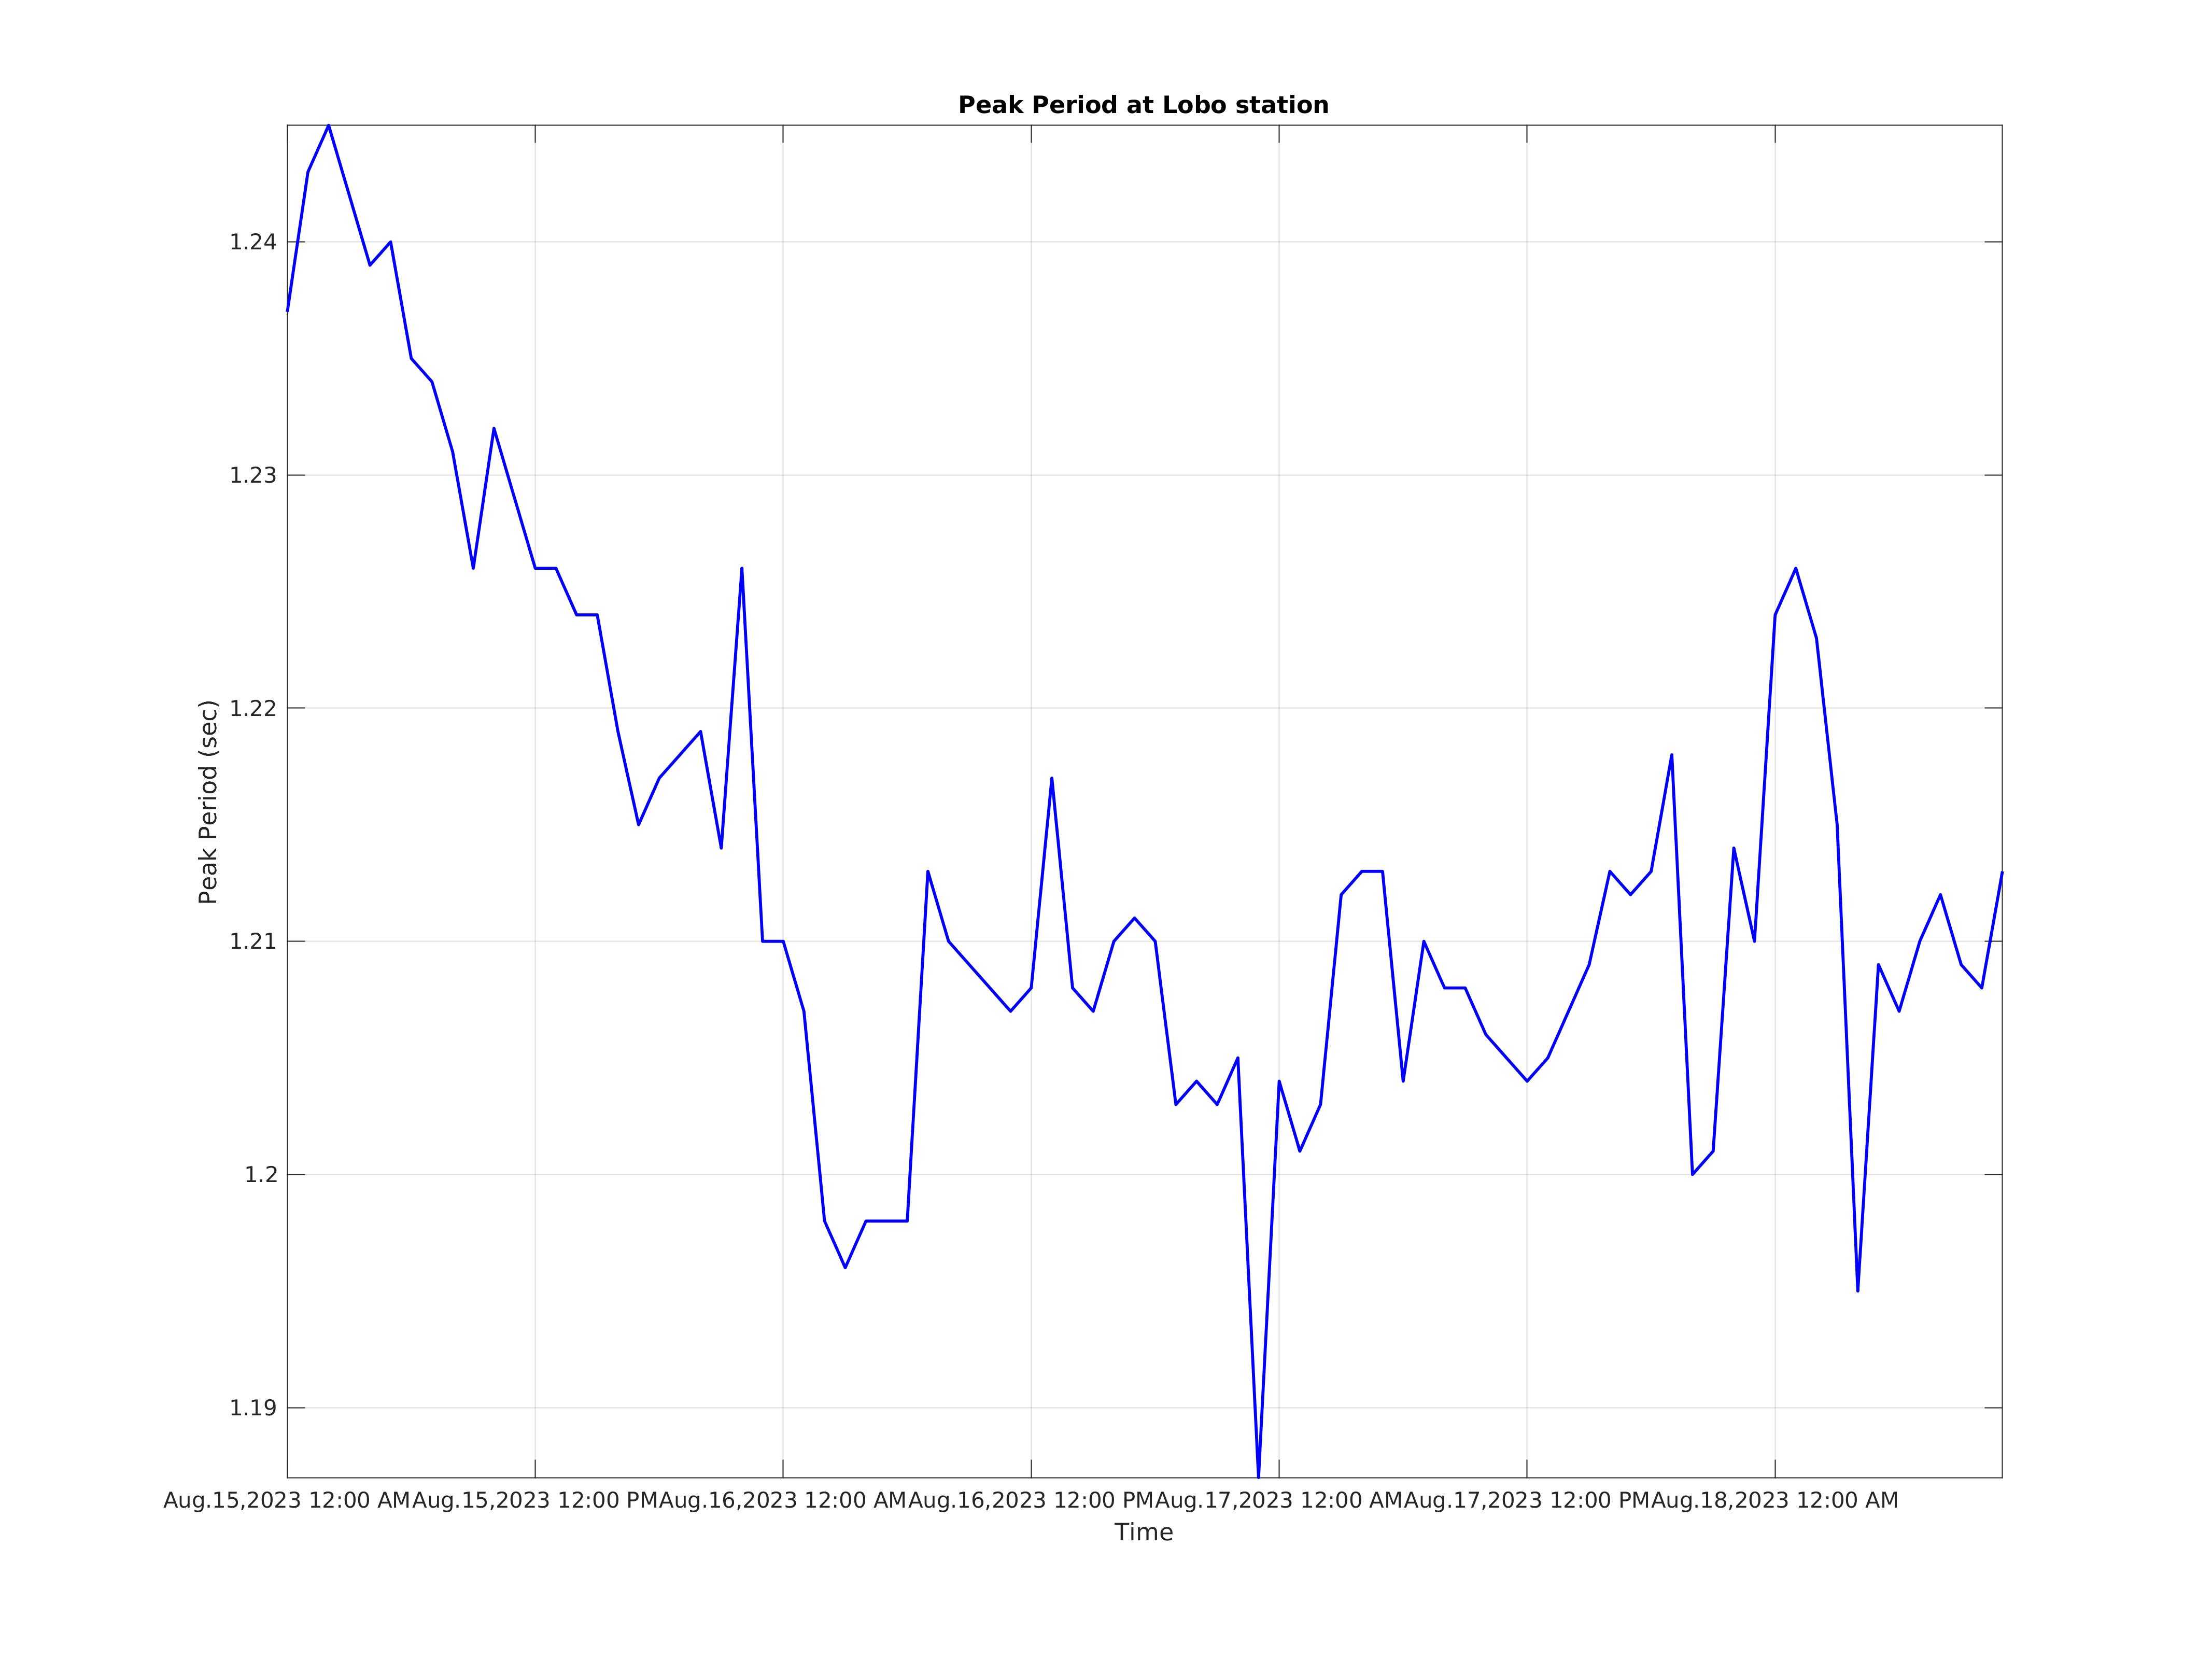 Peak Period at Lobo station
1.24
1.23
1.22
1.21
1.2
1.19
Peak Period (sec)
Aug.15,2023 12:00 AM Aug.15,2023 12:00 PM Aug.16,2023 12:00 AM Aug.16,2023 12:00 PM Aug.17,2023 12:00 AM Aug.17,2023 12:00 PM Aug.18,2023 12:00 AM
Time